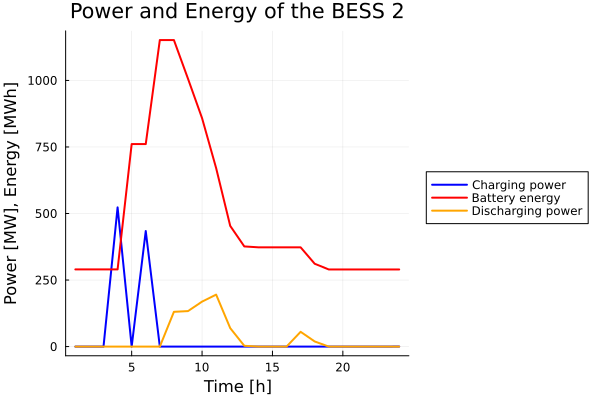 Power and Energy of the BESS 2
Power [MW], Energy [MWh]
1000
750
500
250
0
5 10 15 20
Time [h]
Charging power
Battery energy
Discharging power